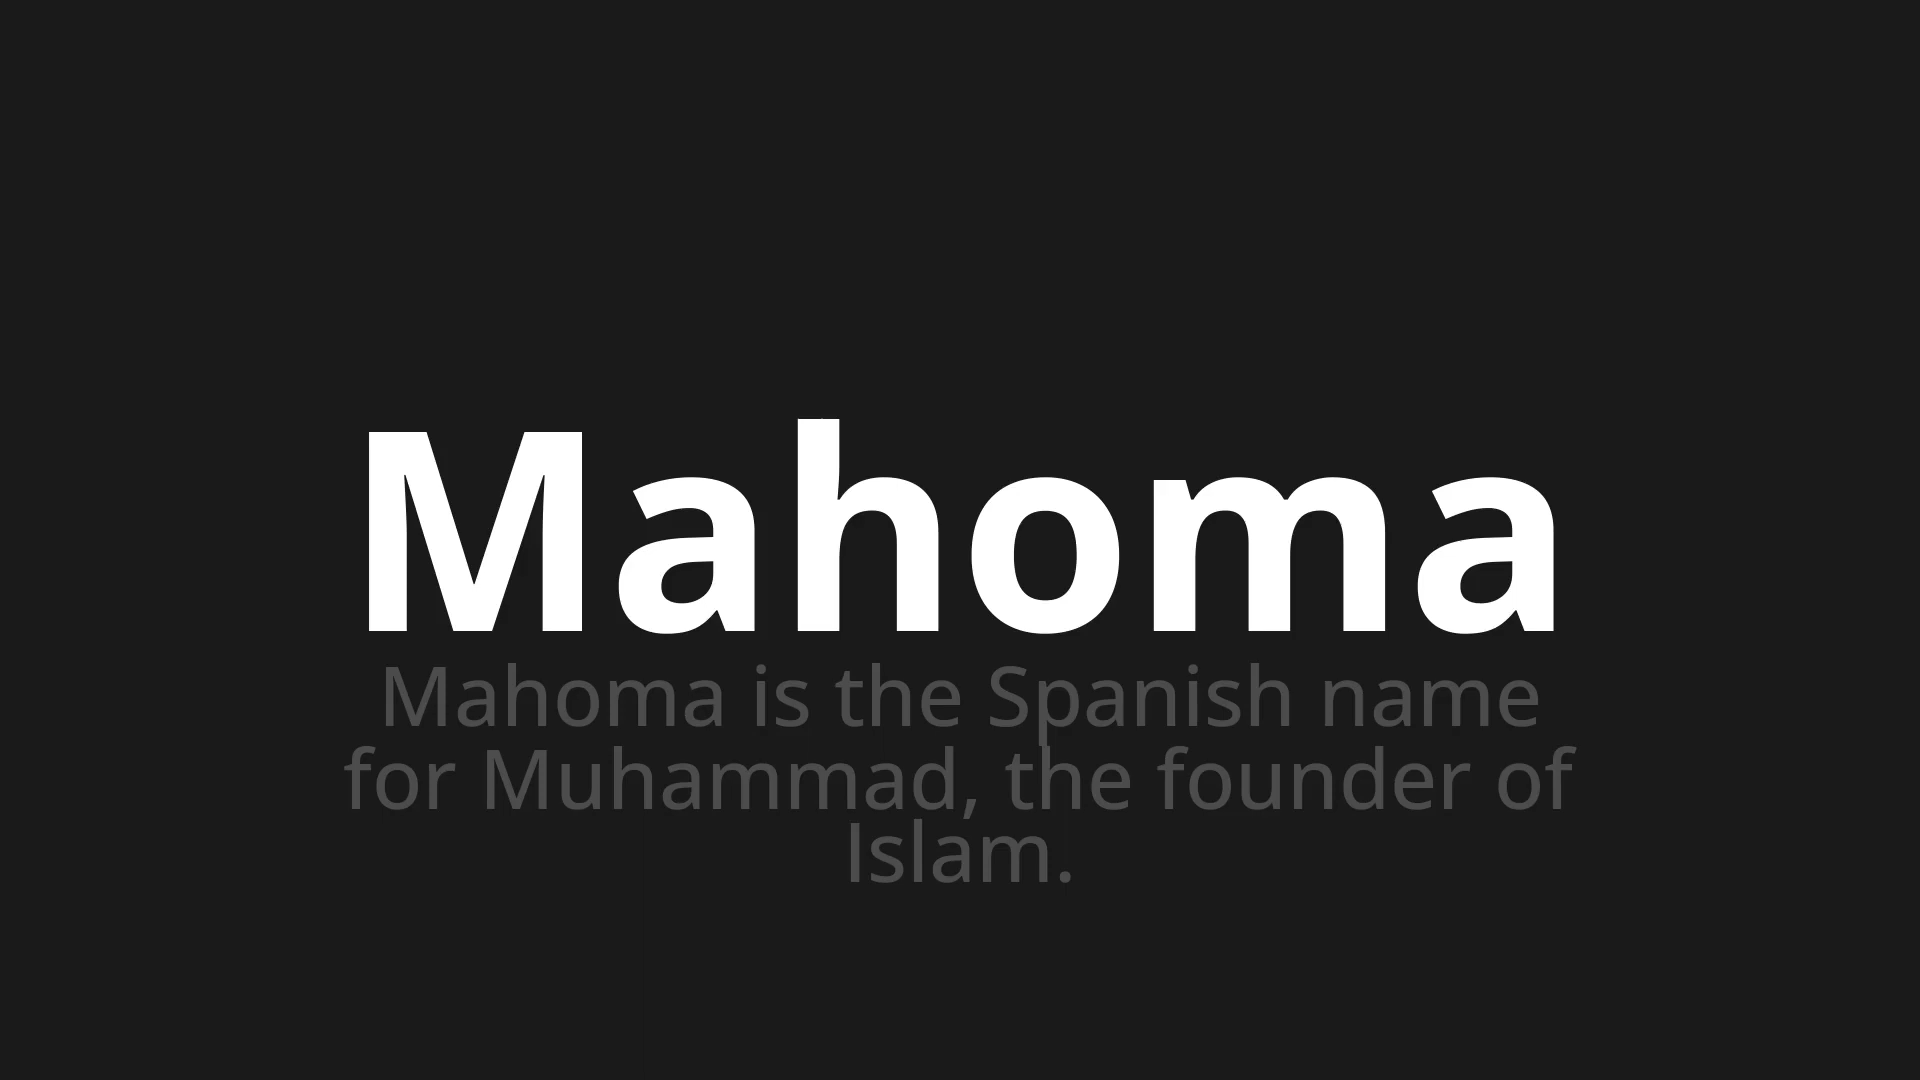 Mahoma
Mahoma is the Spanish name
for Muhammad, the founder of
Islam.